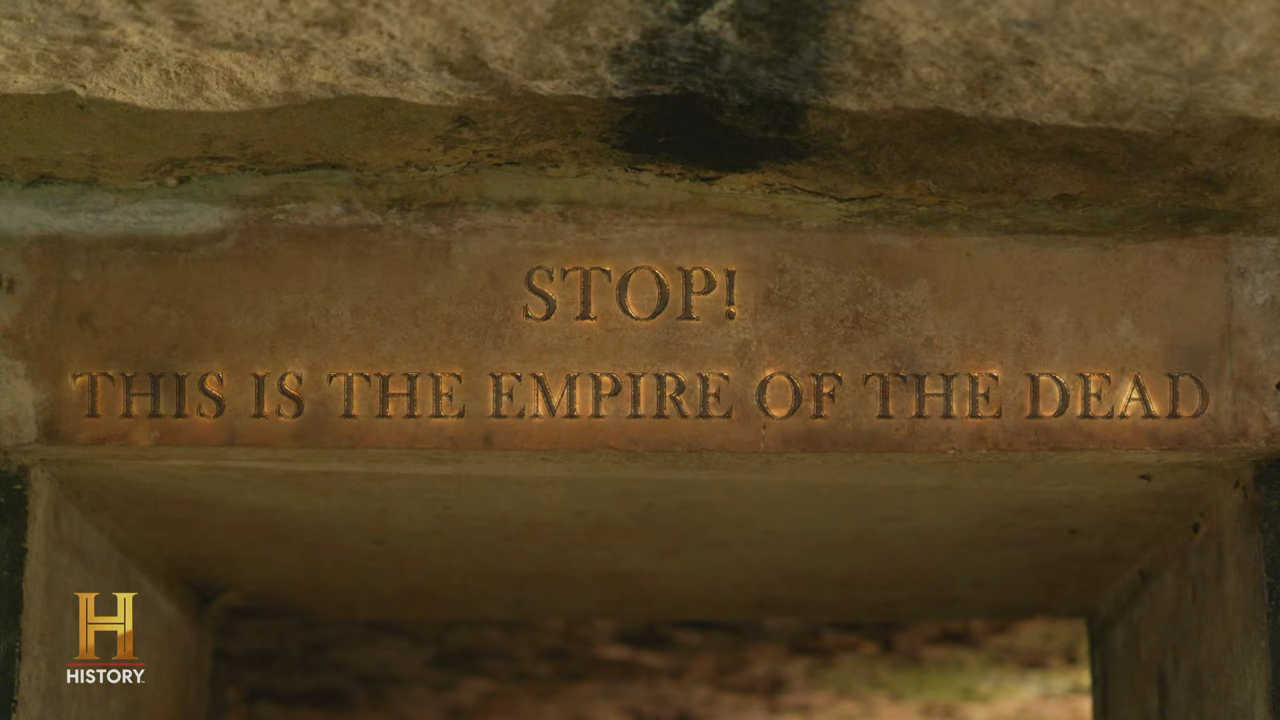 STOP!
THIS IS THE EMPIRE OF THE DEAD
H
HISTORY